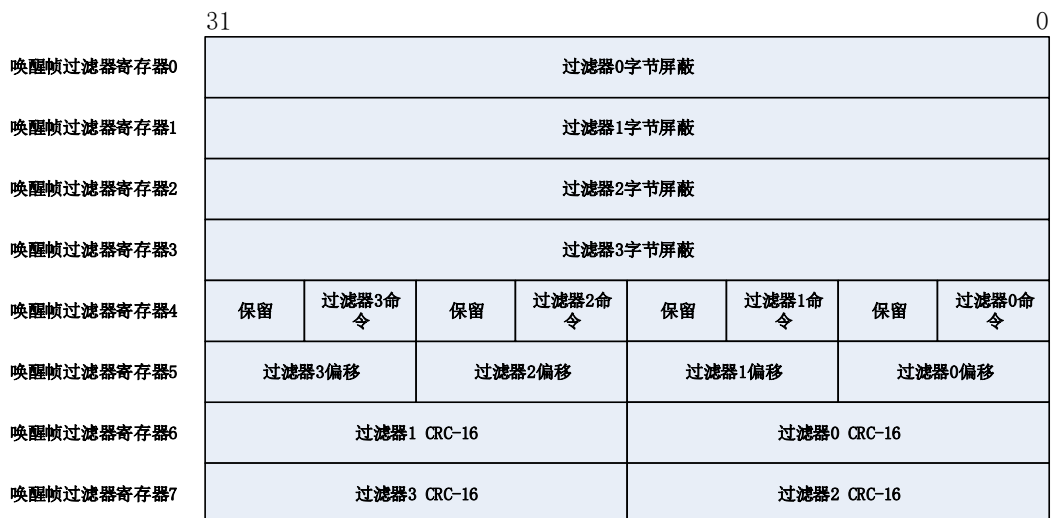 31 0
唤醒帧过滤器寄存器0 过滤器0字节屏蔽
唤醒帧过滤器寄存器1 过滤器1字节屏蔽
唤醒帧过滤器寄存器2 过滤器2字节屏蔽
唤醒帧过滤器寄存器3 过滤器3字节屏蔽
唤醒帧过滤器寄存器4 保留 过滤器3命令 保留 过滤器2命令 保留 过滤器1命令 保留 过滤器0命令
唤醒帧过滤器寄存器5 过滤器3偏移 过滤器2偏移 过滤器1偏移 过滤器0偏移
唤醒帧过滤器寄存器6 过滤器1 CRC-16 过滤器0 CRC-16
唤醒帧过滤器寄存器7 过滤器3 CRC-16 过滤器2 CRC-16